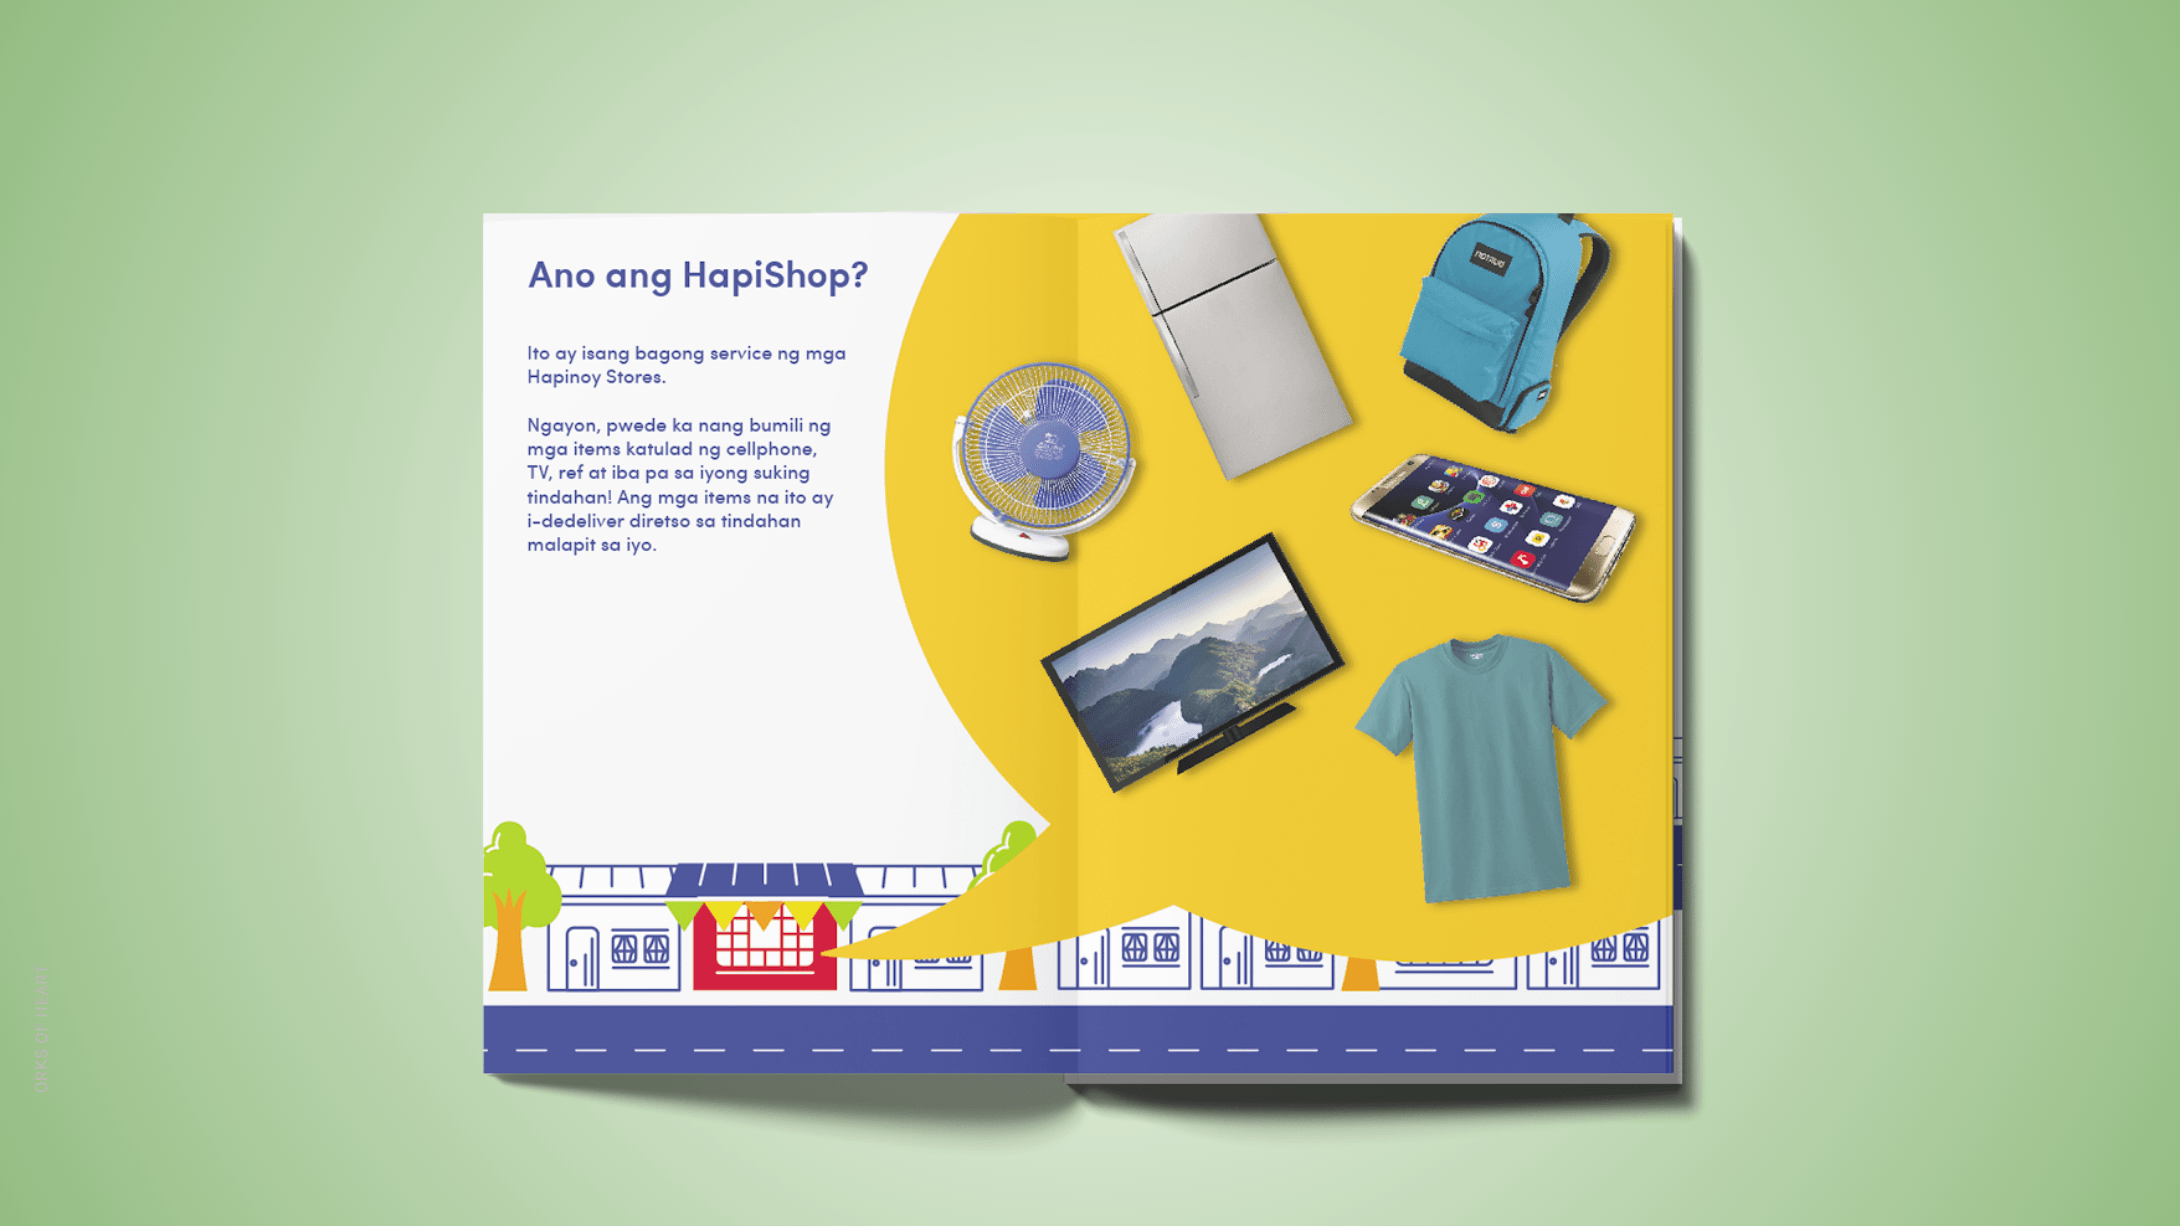 Ano ang HapiShop?
Ito ay isang bagong service ng mga
Hapinoy Stores.
Ngayon, pwede ka nang bumili ng
mga items katulad ng cellphone,
TV, ref at iba pa sa iyong suking
tindahan! Ang mga items na ito ay
i-dedeliver diretso sa tindahan
malapit sa iyo.